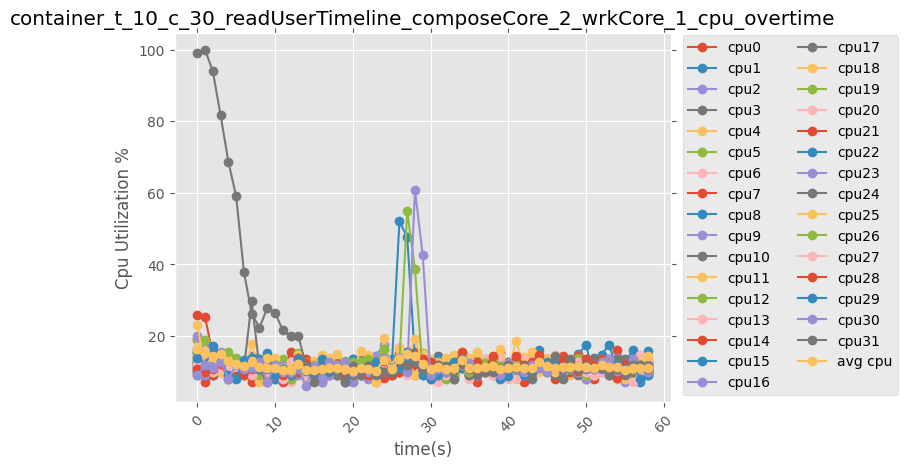 container_t_10_c_30_readUserTimeline_composeCore_2_wrkCore_1_cpu_overtime
Cpu Utilization %
100
80
60
40
20
0
10
20
30
40
50
60
time(s)
cpu0
cpu1
cpu2
cpu3
cpu4
cpu5
cpu6
cpu7
cpu8
cpu9
cpu10
cpu11
cpu12
cpu13
cpu14
cpu15
cpu16
cpu17
cpu18
cpu19
cpu20
cpu21
cpu22
cpu23
cpu24
cpu25
cpu26
cpu27
cpu28
cpu29
cpu30
cpu31
avg cpu